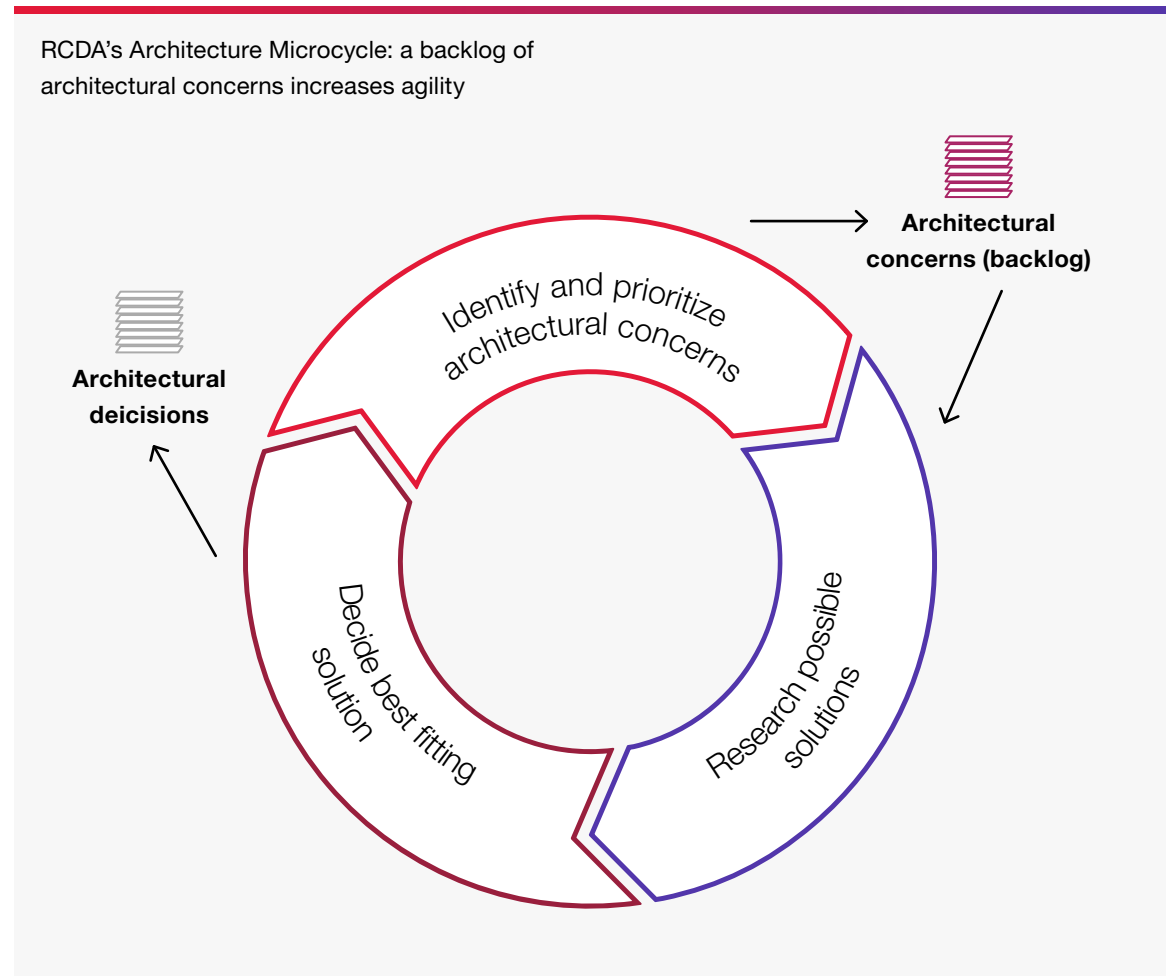 RCDA’s Architecture Microcycle: a backlog of
architectural concerns increases agility
Architectural
concerns (backlog)
Identify and prioritize
architectural concerns
Architectural
deicisions
Research possible
solutions
Decide best fitting
solution